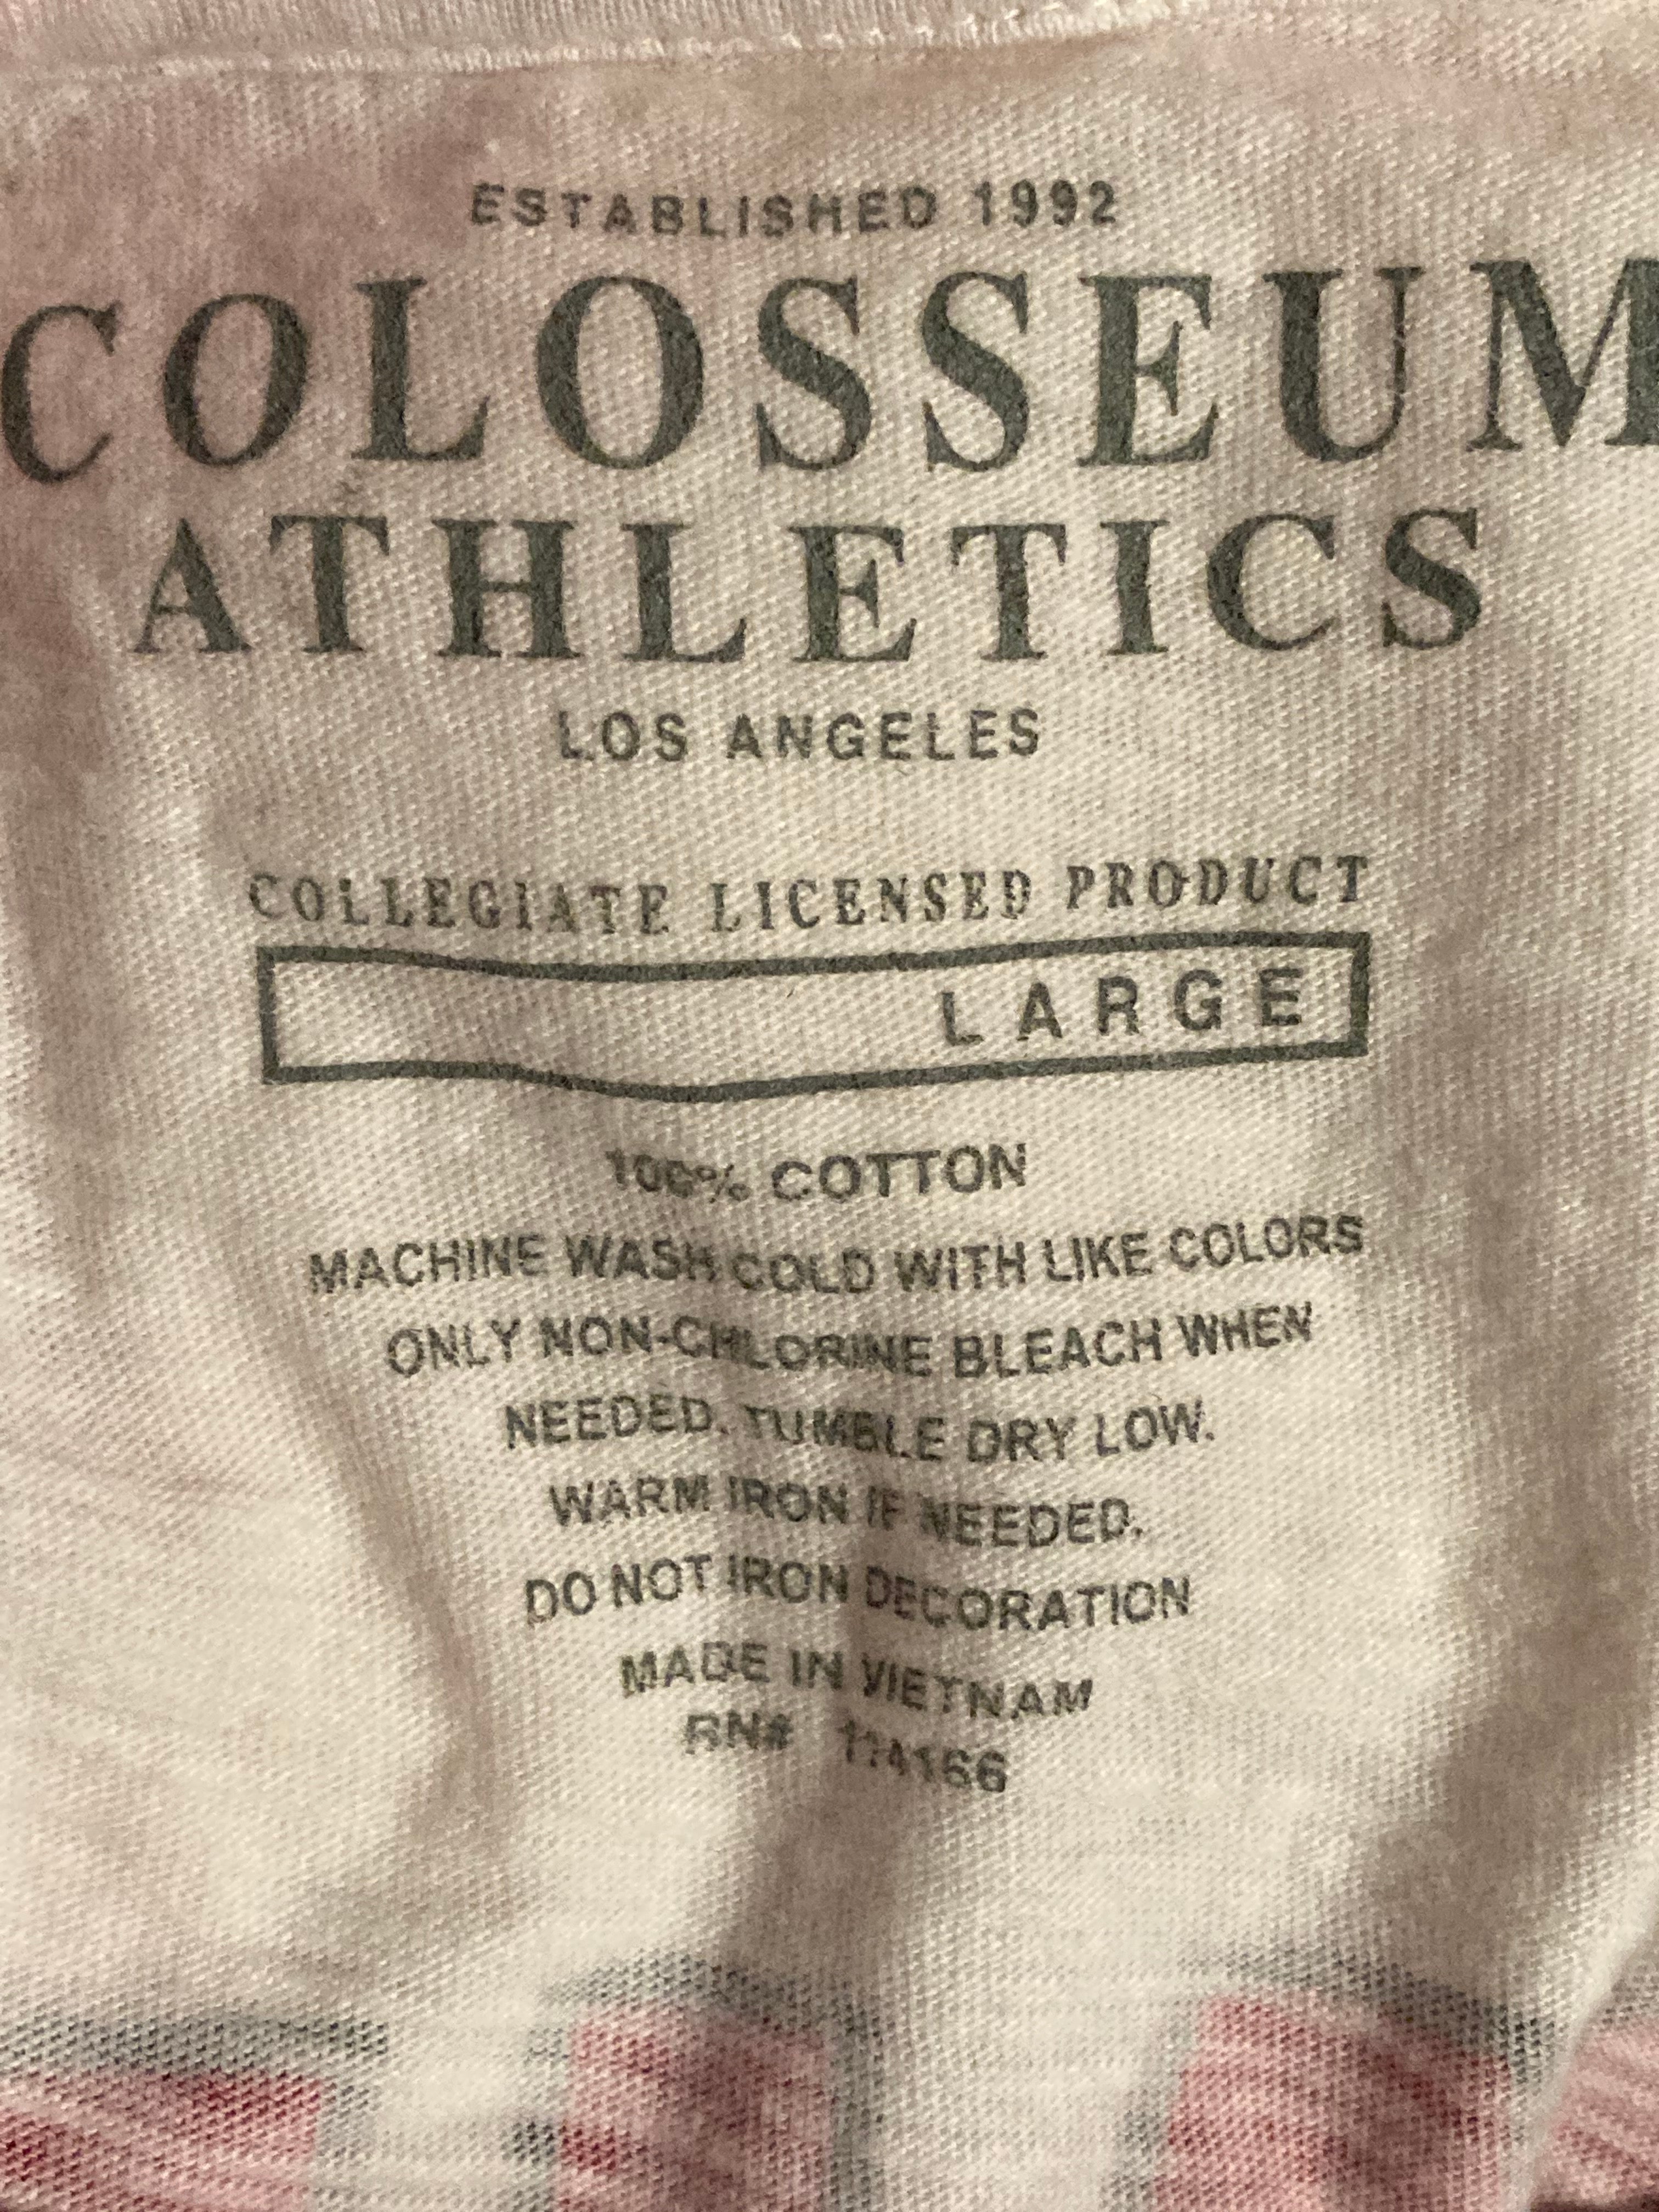 ESTABLISHED 1992
COLOSSEUM
ATHLETICS
LOS ANGELES
COLLEGIATE LICENSED PRODUCT
LARGE
100% COTTON
MACHINE WASH COLD WITH LIKE COLORS
ONLY NON-CHLORINE BLEACH WHEN
NEEDED. TUMBLE DRY LOW.
WARM IRON IF NEEDED.
DO NOT IRON DECORATION
MADE IN VIETNAM
RN# 114166